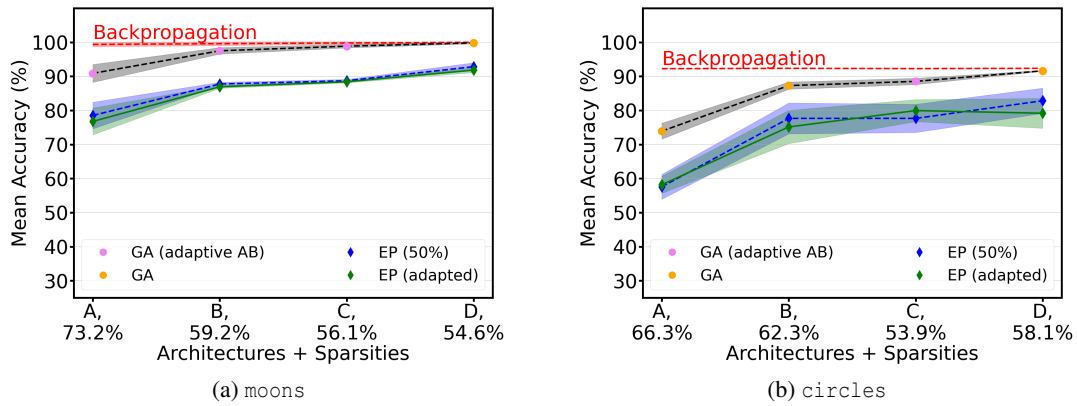 Backpropagation
Mean Accuracy (%)
100
90
80
70
60
50
40
30
GA (adaptive AB)
GA
EP (50%)
EP (adapted)
A, B, C, D,
73.2% 59.2% 56.1% 54.6%
Architectures + Sparsities
(a) moons
Backpropagation
Mean Accuracy (%)
100
90
80
70
60
50
40
30
GA (adaptive AB)
GA
EP (50%)
EP (adapted)
A, B, C, D,
66.3% 62.3% 53.9% 58.1%
Architectures + Sparsities
(b) circles